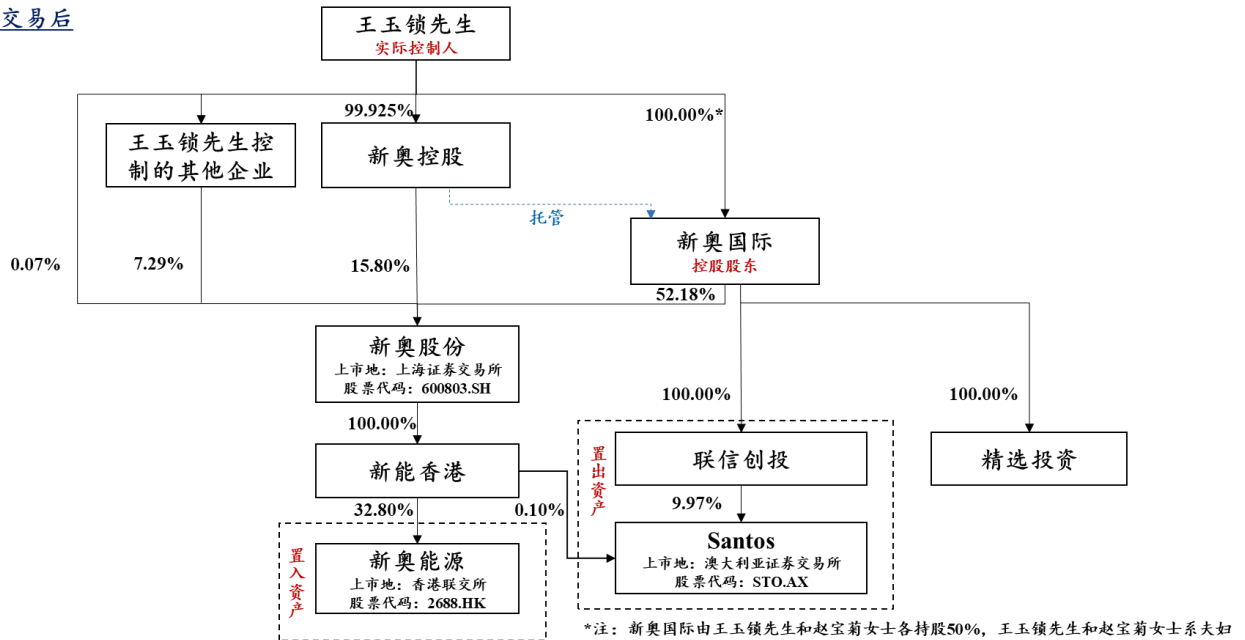 交易后
王玉锁先生
实际控制人
99.925%
100.00%*
王玉锁先生控
制的其他企业
新奥控股
托管
新奥国际
控股股东
0.07%
7.29%
15.80%
52.18%
新奥股份
上市地：上海证券交易所
股票代码：600803.SH
100.00%
100.00%
100.00%
新能香港
置出资产
联信创投
精选投资
32.80%
0.10%
9.97%
置入资产
新奥能源
上市地：香港联交所
股票代码：2688.HK
Santos
上市地：澳大利亚证券交易所
股票代码：STO.AX
*注：新奥国际由王玉锁先生和赵宝菊女士各持股50%，王玉锁先生和赵宝菊女士系夫妇